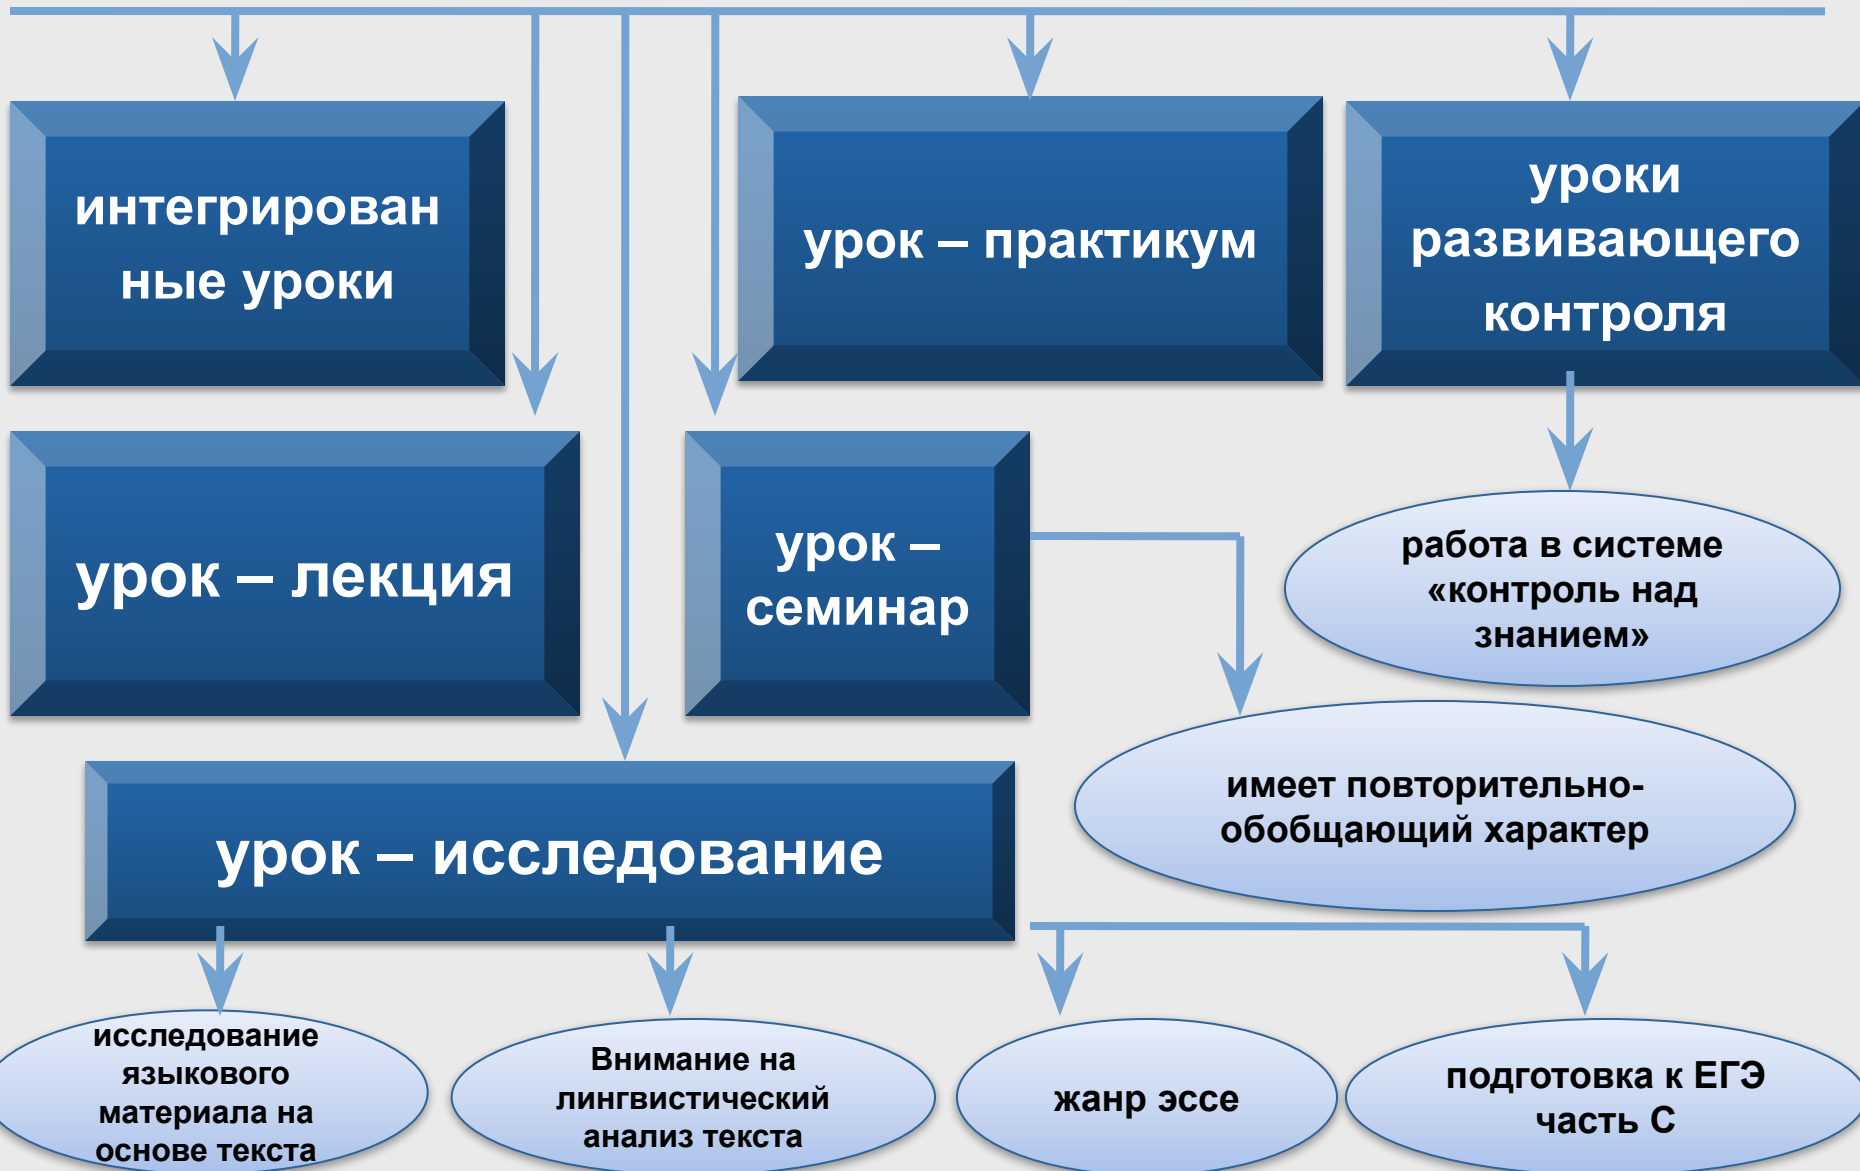 интегрирован
ные уроки
урок – практикум
уроки
развивающего
контроля
урок – лекция
урок –
семинар
работа в системе
«контроль над
знанием»
имеет повторительно-
обобщающий характер
урок – исследование
исследование
языкового
материала на
основе текста
Внимание на
лингвистический
анализ текста
жанр эссе
подготовка к ЕГЭ
часть С